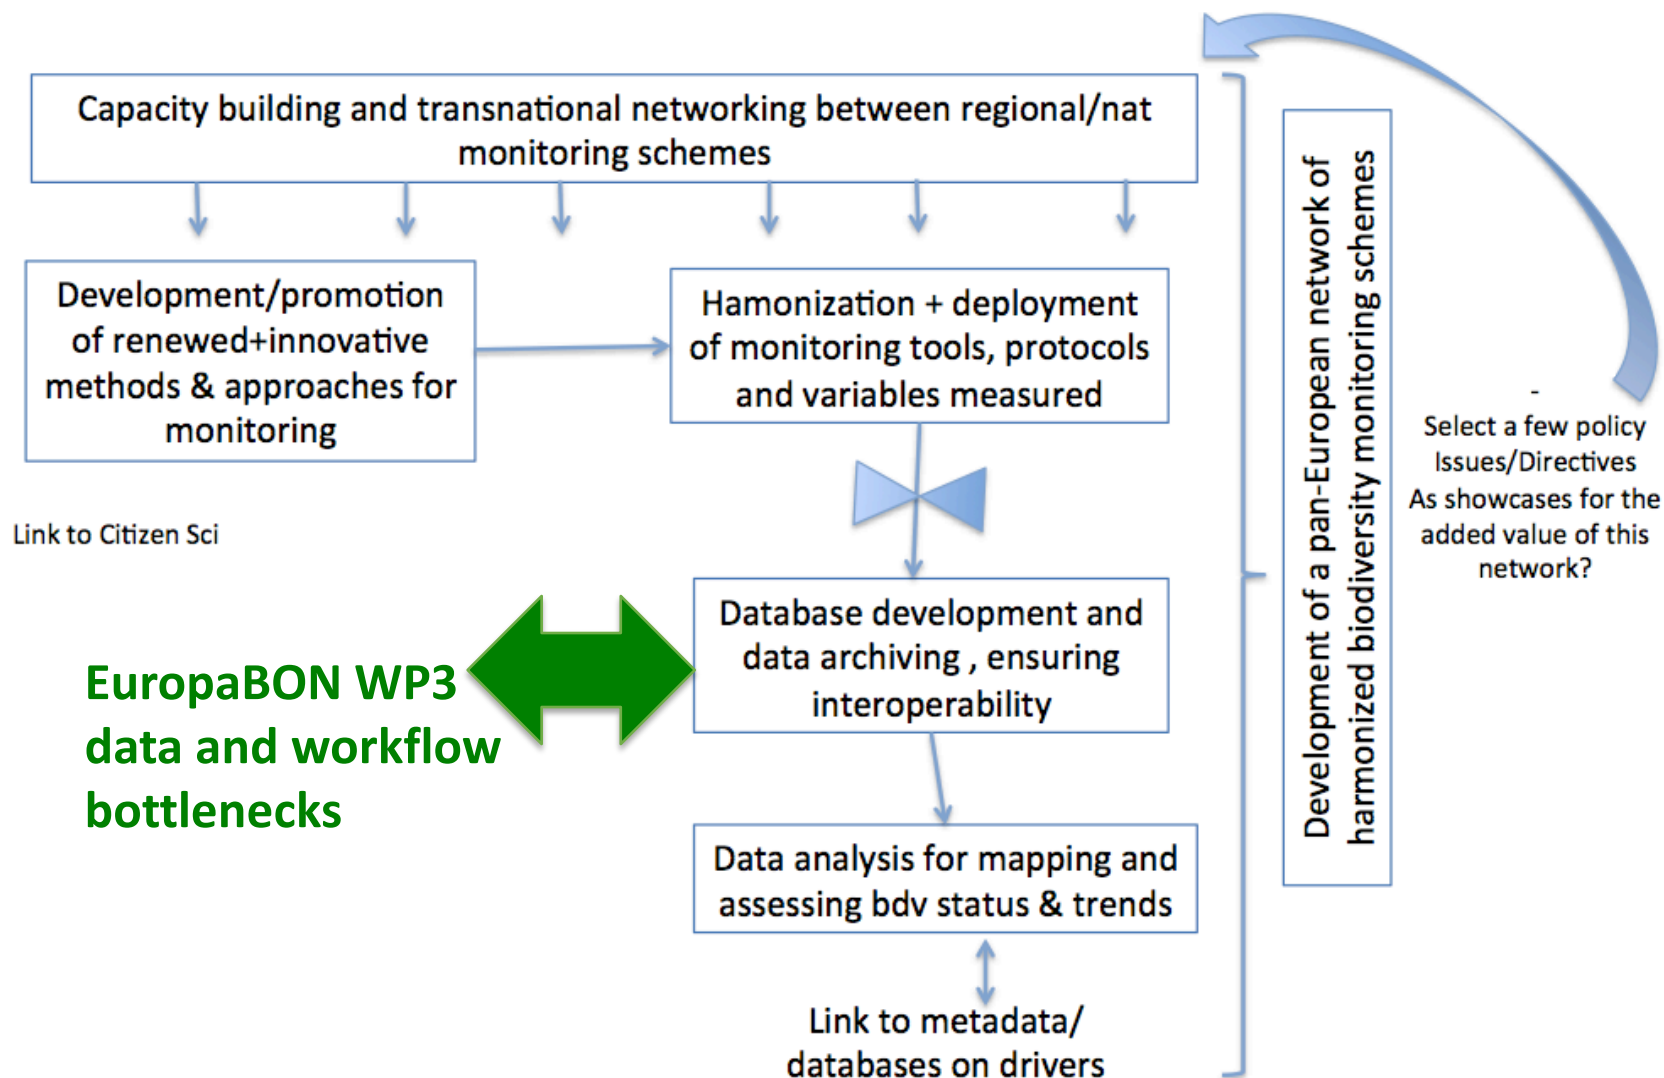 Capacity building and transnational networking between regional/nat
monitoring schemes
Development/promotion
of renewed+innovative
methods & approaches for
monitoring
Hamonization + deployment
of monitoring tools, protocols
and variables measured
Link to Citizen Sci
EuropaBON WP3
data and workflow
bottlenecks
Database development and
data archiving , ensuring
interoperability
Data analysis for mapping and
assessing bdv status & trends
Link to metadata/
databases on drivers
Development of a pan-European network of
harmonized biodiversity monitoring schemes
-
Select a few policy
Issues/Directives
As showcases for the
added value of this
network?